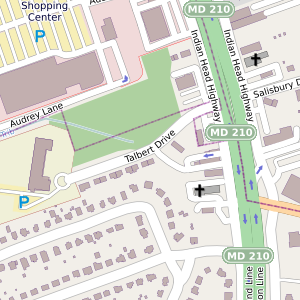 Shopping
Center
P
MD 210
Audrey Lane
Indian Head Highway
Indian Head Highway
Salisbury D
Talbert Drive
MD 210
P
MD 210